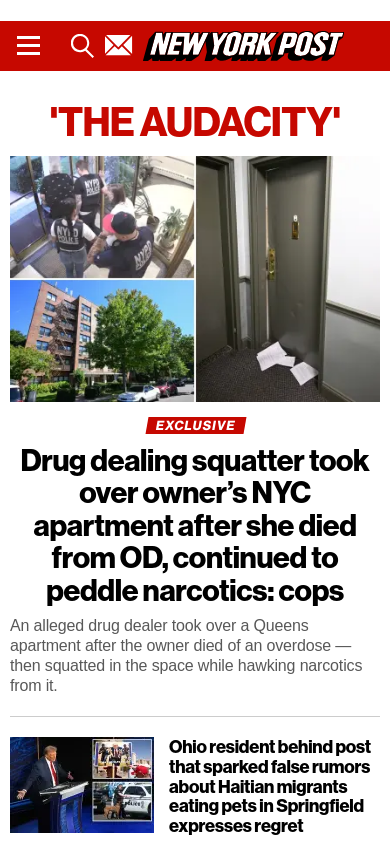 NEW YORK POST
'THE AUDACITY'
NYPD
POLICE
NYPD
POLICE
EXCLUSIVE
Drug dealing squatter took
over owner’s NYC
apartment after she died
from OD, continued to
peddle narcotics: cops
An alleged drug dealer took over a Queens
apartment after the owner died of an overdose —
then squatted in the space while hawking narcotics
from it.
Ohio resident behind post
that sparked false rumors
about Haitian migrants
eating pets in Springfield
expresses regret